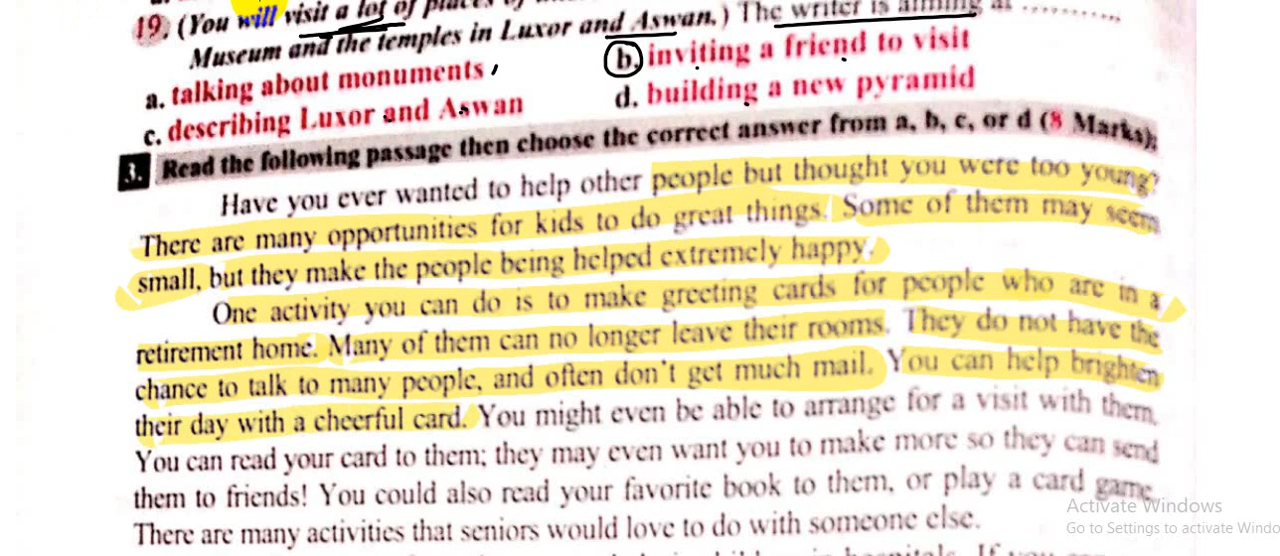 19. (You will visit a lot of places
Museum and the temples in Luxor and Aswan.) The writer is aiming at ............
a. talking about monuments
b. inviting a friend to visit
c. describing Luxor and Aswan
d. building a new pyramid
3. Read the following passage then choose the correct answer from a, b, c, or d (8 Marks):
Have you ever wanted to help other people but thought you were too young?
There are many opportunities for kids to do great things. Some of them may seem
small, but they make the people being helped extremely happy.
One activity you can do is to make greeting cards for people who are in a
retirement home. Many of them can no longer leave their rooms. They do not have the
chance to talk to many people, and often don't get much mail. You can help brighten
their day with a cheerful card. You might even be able to arrange for a visit with them.
You can read your card to them; they may even want you to make more so they can send
them to friends! You could also read your favorite book to them, or play a card game.
There are many activities that seniors would love to do with someone else.
hospitals. If you
Activate Windows
Go to Settings to activate Windo